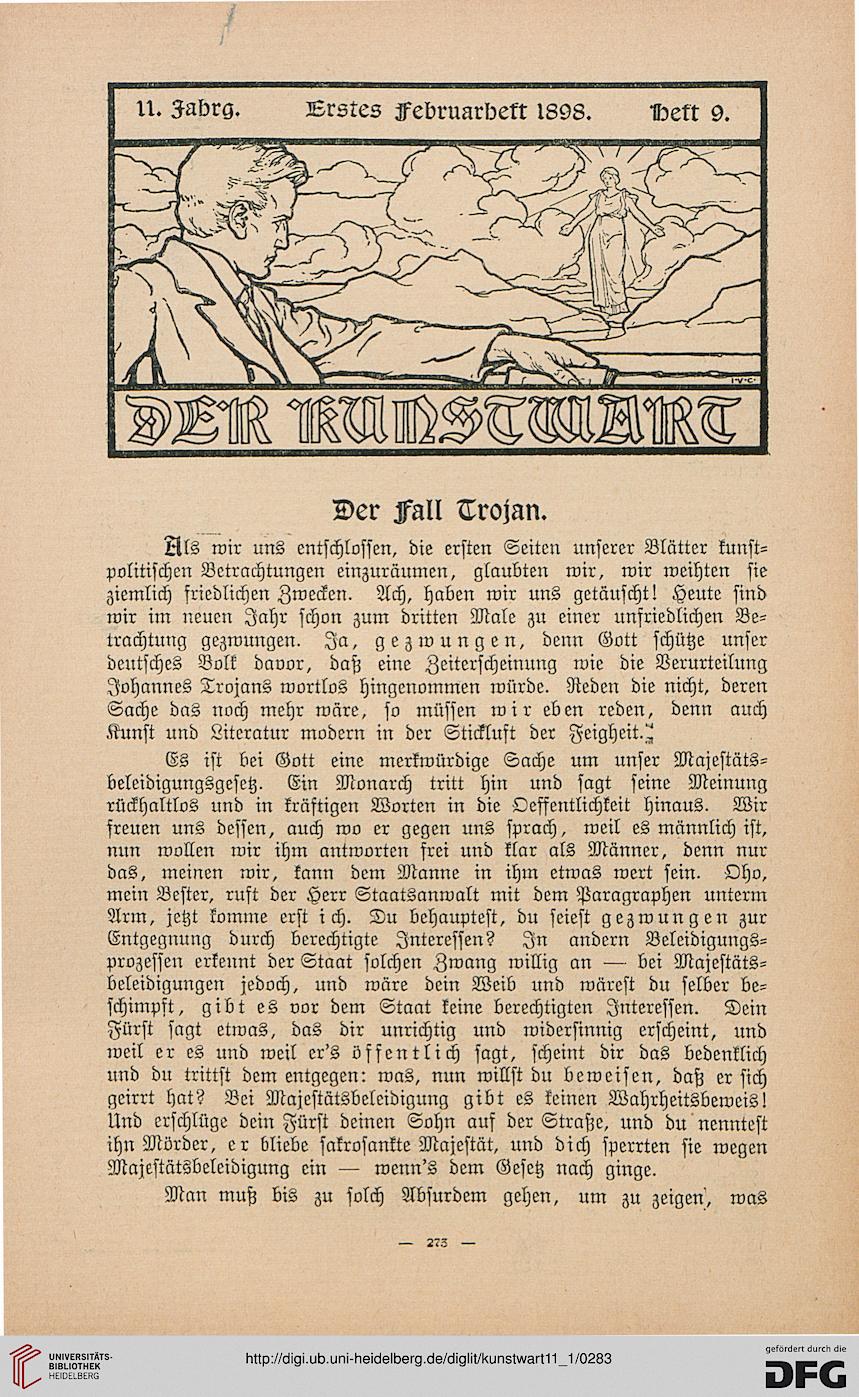 11. Jahrg. Erstes Februarheft 1898. Heft 9.
I·V·C·
DER KUNSTWART
Der Fall Trojan.
Als wir uns entschlossen, die ersten Seiten unserer Blätter kunst-
politischen Betrachtungen einzuräumen, glaubten wir, wir weihten sie
ziemlich friedlichen Zwecken. Ach, haben wir uns getäuscht! Heute sind
wir im neuen Jahr schon zum dritten Male zu einer unfriedlichen Be-
trachtung gezwungen. Ja, gezwungen, denn Gott schütze unser
deutsches Volk davor, daß eine Zeiterscheinung wie die Verurteilung
Johannes Trojans wortlos hingenommen würde. Reden die nicht, deren
Sache das noch mehr wäre, so müssen wir eben reden, denn auch
Kunst und Literatur modern in der Stickluft der Feigheit.
Es ist bei Gott eine merkwürdige Sache um unser Majestäts-
beleidigungsgesetz. Ein Monarch tritt hin und sagt seine Meinung
rückhaltlos und in kräftigen Worten in die Oeffentlichkeit hinaus. Wir
freuen uns dessen, auch wo er gegen uns sprach, weil es männlich ist,
nun wollen wir ihm antworten frei und klar als Männer, denn nur
das, meinen wir, kann dem Manne in ihm etwas wert sein. Oho,
mein Bester, ruft der Herr Staatsanwalt mit dem Paragraphen unterm
Arm, jetzt komme erst ich. Du behauptest, du seiest gezwungen zur
Entgegnung durch berechtigte Interessen? In andern Beleidigungs-
prozessen erkennt der Staat solchen Zwang willig an — bei Majestäts-
beleidigungen jedoch, und wäre dein Weib und wärest du selber be-
schimpft, gibt es vor dem Staat keine berechtigten Interessen. Dein
Fürst sagt etwas, das dir unrichtig und widersinnig erscheint, und
weil er es und weil er's öffentlich sagt, scheint dir das bedenklich
und du trittst dem entgegen: was, nun willst du beweisen, daß er sich
geirrt hat? Bei Majestätsbeleidigung gibt es keinen Wahrheitsbeweis!
Und erschlüge dein Fürst deinen Sohn auf der Straße, und du nenntest
ihn Mörder, er bliebe sakrosankte Majestät, und dich sperrten sie wegen
Majestätsbeleidigung ein — wenn's dem Gesetz nach ginge.
Man muß bis zu solch Absurdem gehen, um zu zeigen, was
— 273 —
UNIVERSITÄTS-
BIBLIOTHEK
HEIDELBERG
http://digi.ub.uni-heidelberg.de/diglit/kunstwart11_1/0283
gefördert durch die
DFG